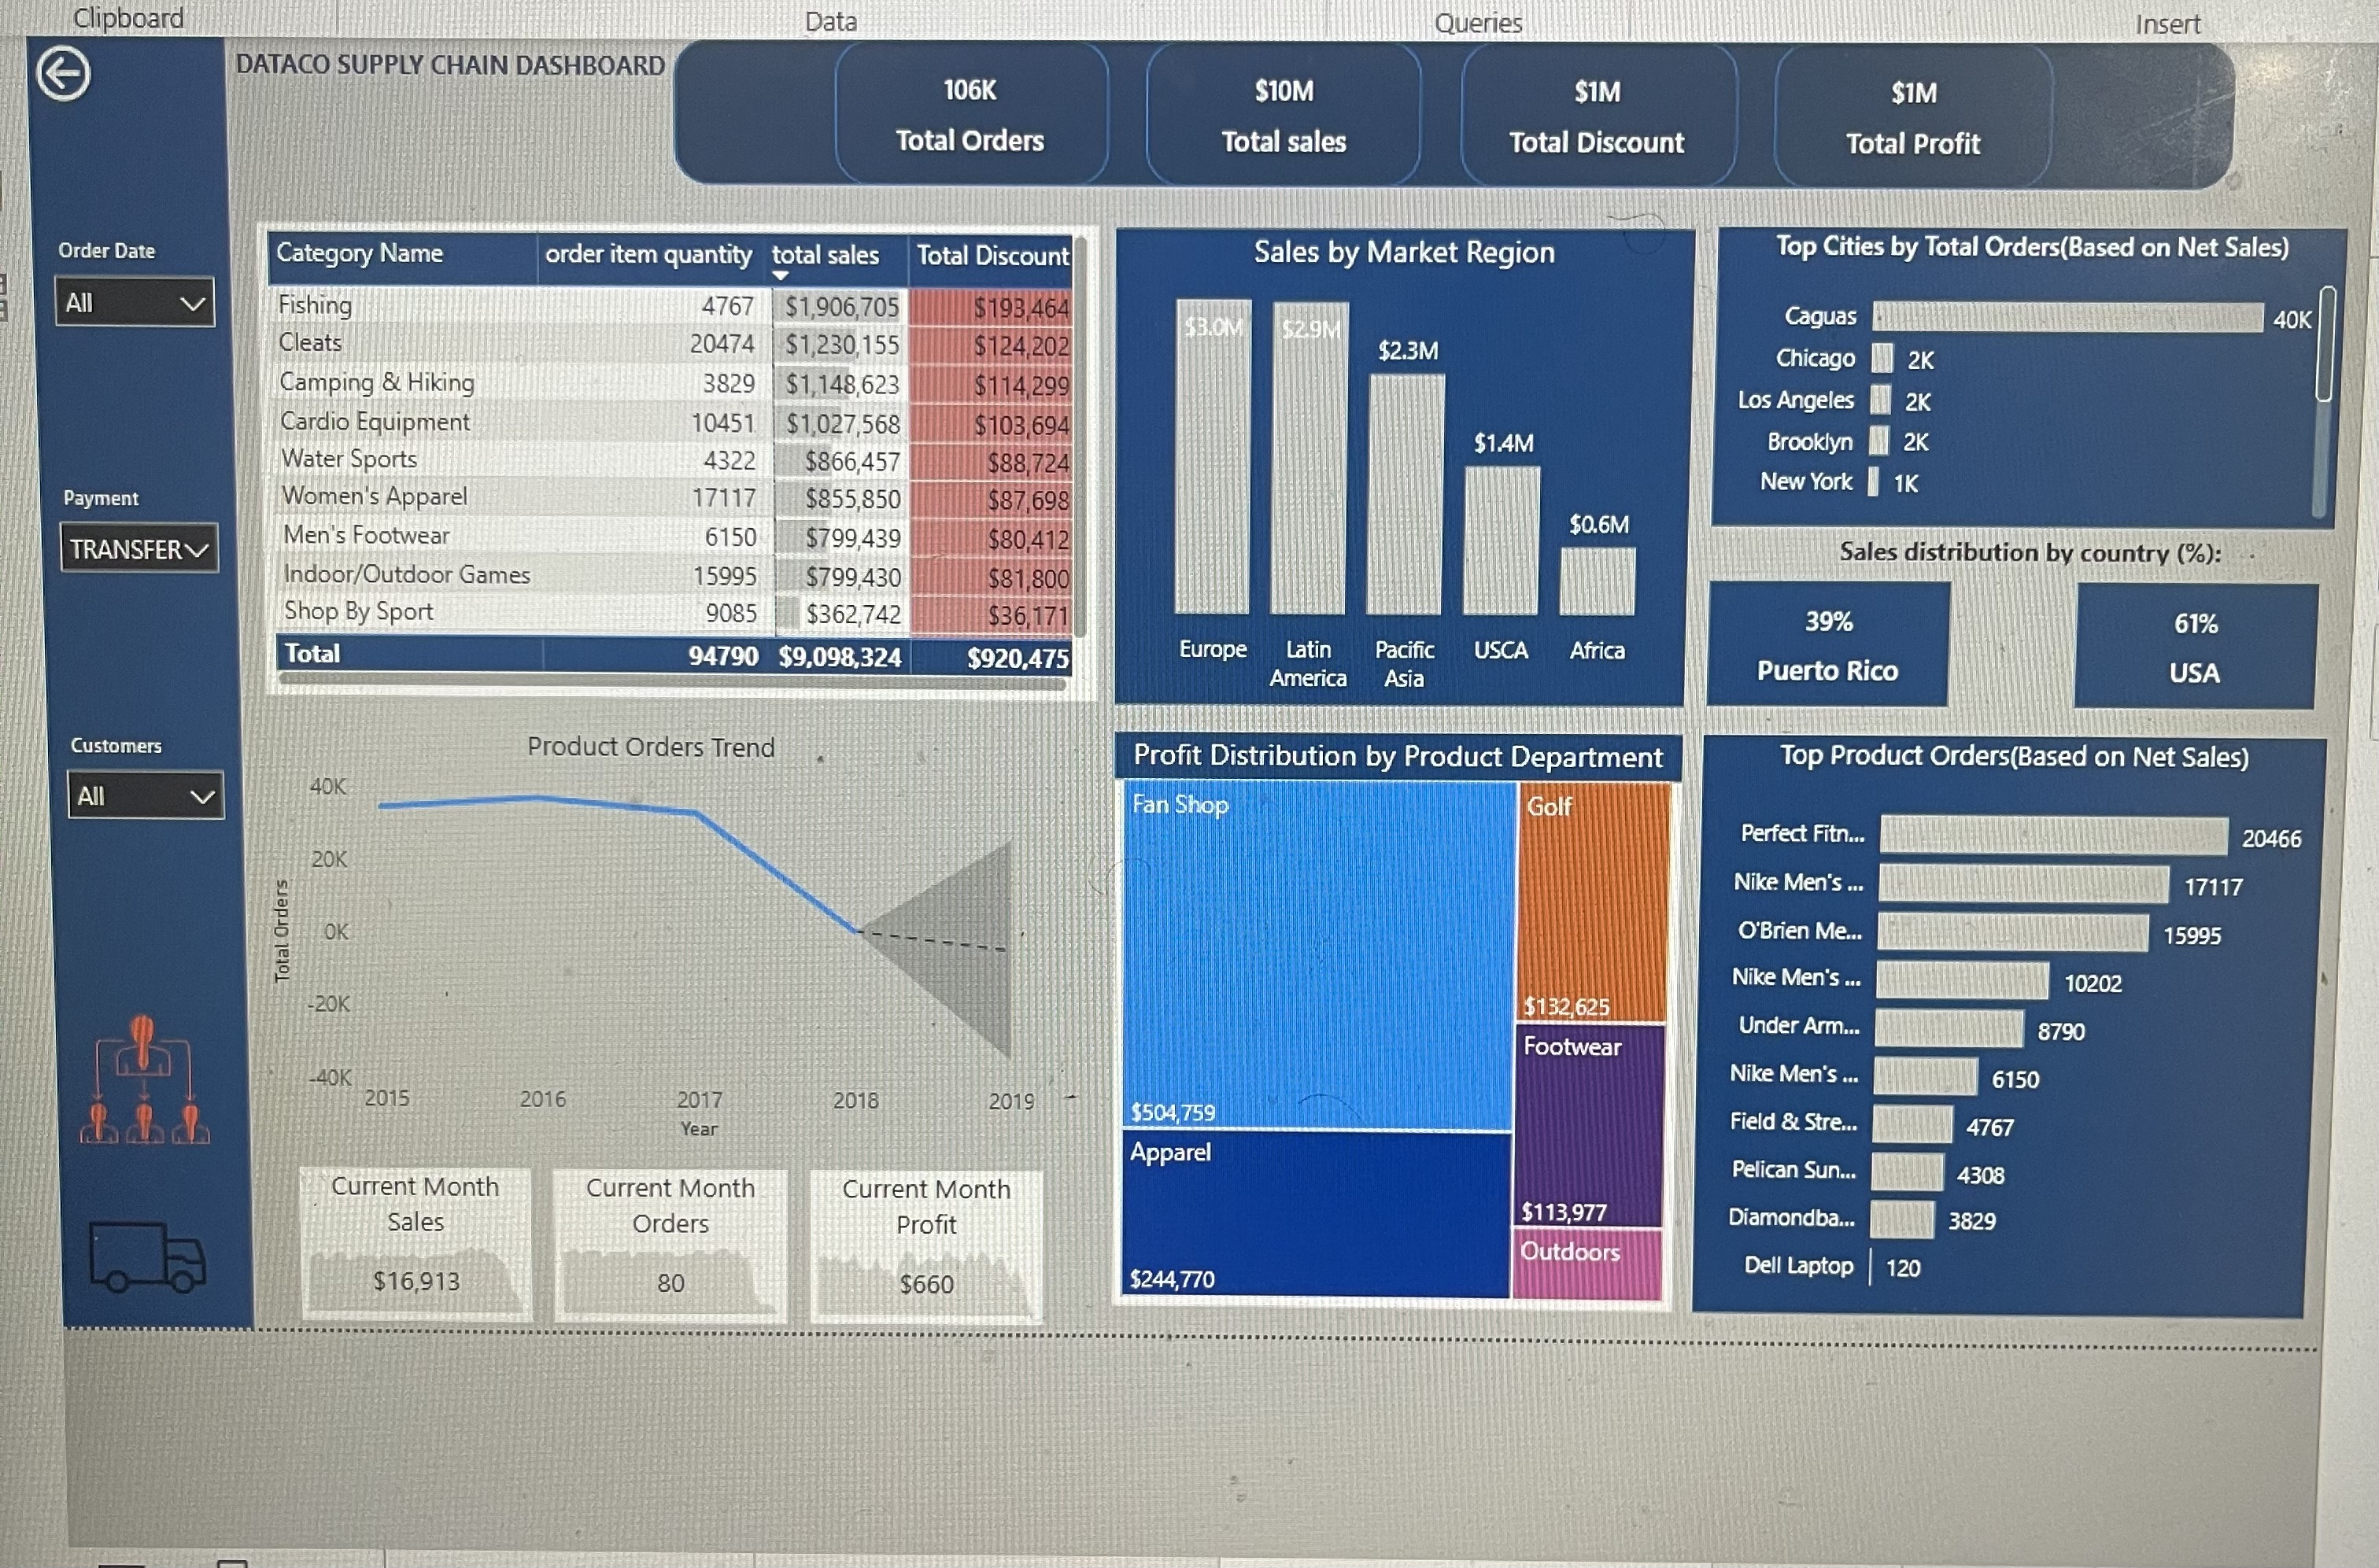 Clipboard
Data
Queries
Insert
DATACO SUPPLY CHAIN DASHBOARD
106K
Total Orders
$10M
Total sales
$1M
Total Discount
$1M
Total Profit
Order Date
All
Payment
TRANSFER
Customers
All
Category Name order item quantity total sales Total Discount
Fishing 4767 $1,906,705 $193,464
Cleats 20474 $1,230,155 $124,202
Camping & Hiking 3829 $1,148,623 $114,299
Cardio Equipment 10451 $1,027,568 $103,694
Water Sports 4322 $866,457 $88,724
Women's Apparel 17117 $855,850 $87,698
Men's Footwear 6150 $799,439 $80,412
Indoor/Outdoor Games 15995 $799,430 $81,800
Shop By Sport 9085 $362,742 $36,171
Total 94790 $9,098,324 $920,475
Sales by Market Region
$3.0M
$2.9M
$2.3M
$1.4M
$0.6M
Europe
Latin
America
Pacific
Asia
USCA
Africa
Top Cities by Total Orders(Based on Net Sales)
Caguas 40K
Chicago 2K
Los Angeles 2K
Brooklyn 2K
New York 1K
Sales distribution by country (%):
39%
Puerto Rico
61%
USA
Product Orders Trend
Total Orders
40K
20K
0K
-20K
-40K
2015 2016 2017 2018 2019
Year
Current Month
Sales
$16,913
Current Month
Orders
80
Current Month
Profit
$660
Profit Distribution by Product Department
Fan Shop
$504,759
Apparel
$244,770
Golf
$132,625
Footwear
$113,977
Outdoors
Top Product Orders(Based on Net Sales)
Perfect Fitn... 20466
Nike Men's ... 17117
O'Brien Me... 15995
Nike Men's ... 10202
Under Arm... 8790
Nike Men's ... 6150
Field & Stre... 4767
Pelican Sun... 4308
Diamondba... 3829
Dell Laptop 120